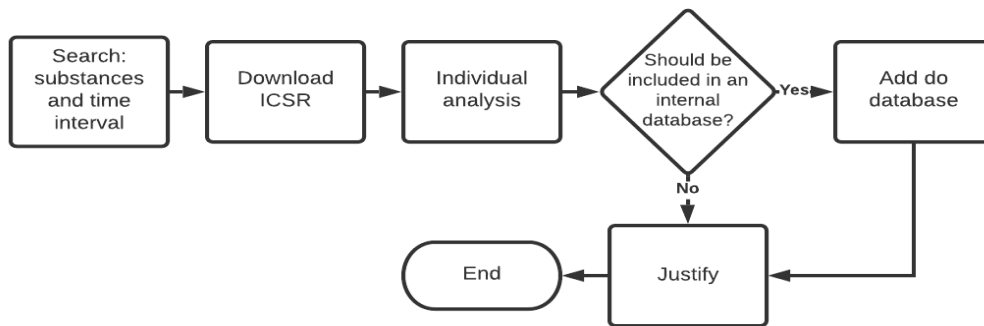 Search:
substances
and time
interval
Download
ICSR
Individual
analysis
Should be
included in an
internal
database?
Yes
Add do
database
No
Justify
End